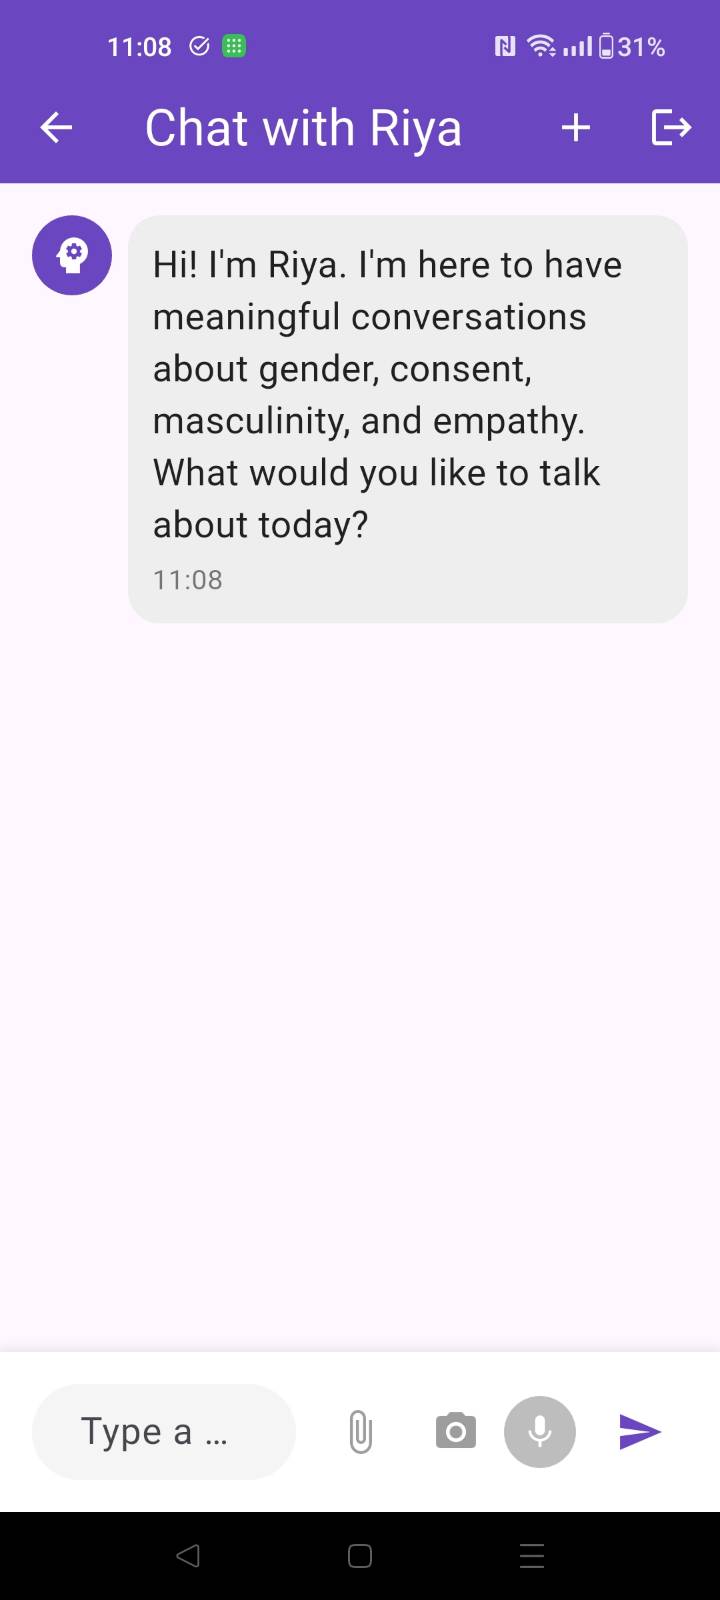 11:08
31%
Chat with Riya
Hi! I'm Riya. I'm here to have
meaningful conversations
about gender, consent,
masculinity, and empathy.
What would you like to talk
about today?
11:08
Type a ...